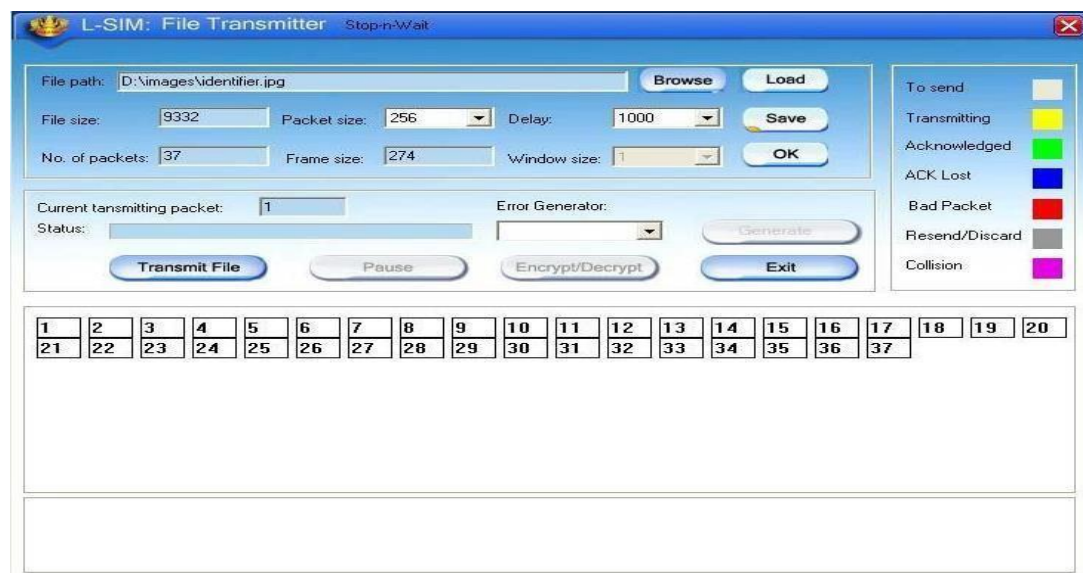 L-SIM: File Transmitter Stop-n-Wait
File path: D:\images\identifier.jpg Browse Load
File size: 9332 Packet size: 256 Delay: 1000 Save
No. of packets: 37 Frame size: 274 Window size: 1 OK
Current tansmitting packet: 1 Error Generator:
Status: Generate
Transmit File Pause Encrypt/Decrypt Exit
To send
Transmitting
Acknowledged
ACK Lost
Bad Packet
Resend/Discard
Collision
1 2 3 4 5 6 7 8 9 10 11 12 13 14 15 16 17 18 19 20
21 22 23 24 25 26 27 28 29 30 31 32 33 34 35 36 37